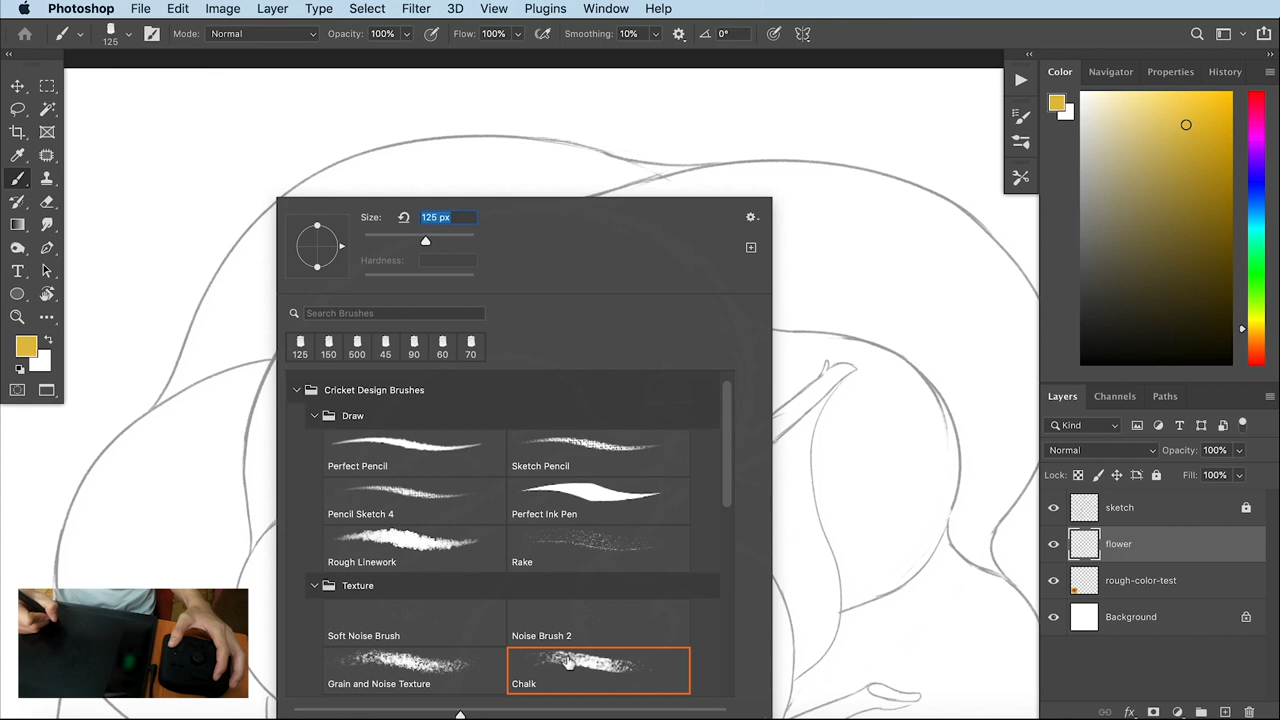 Photoshop File Edit Image Layer Type Select Filter 3D View Plugins Window Help
125 Mode: Normal Opacity: 100% Flow: 100% Smoothing: 10% 0°
Color Navigator Properties History
Size: 125 px
Hardness:
Search Brushes
125 150 500 45 90 60 70
Cricket Design Brushes
Draw
Perfect Pencil Sketch Pencil
Pencil Sketch 4 Perfect Ink Pen
Rough Linework Rake
Texture
Soft Noise Brush Noise Brush 2
Grain and Noise Texture Chalk
Layers Channels Paths
Kind
Normal Opacity: 100%
Lock: Fill: 100%
sketch
flower
rough-color-test
Background